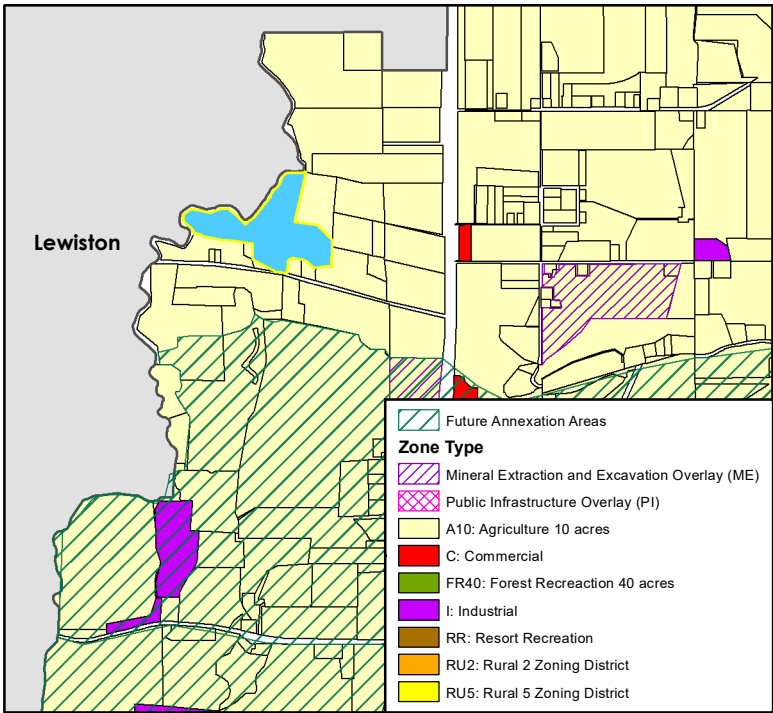 Lewiston
Future Annexation Areas
Zone Type
Mineral Extraction and Excavation Overlay (ME)
Public Infrastructure Overlay (PI)
A10: Agriculture 10 acres
C: Commercial
FR40: Forest Recreaction 40 acres
I: Industrial
RR: Resort Recreation
RU2: Rural 2 Zoning District
RU5: Rural 5 Zoning District